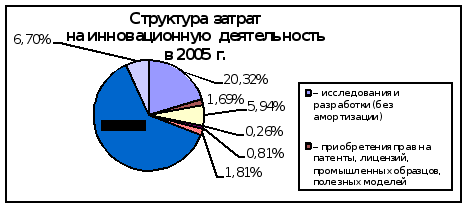 Структура затрат
на инновационную деятельность
в 2005 г.
6,70%
20,32%
1,69%
5,94%
0,26%
0,81%
1,81%
– исследования и
разработки (без
амортизации)
– приобретения прав на
патенты, лицензий,
промышленных образцов,
полезных моделей